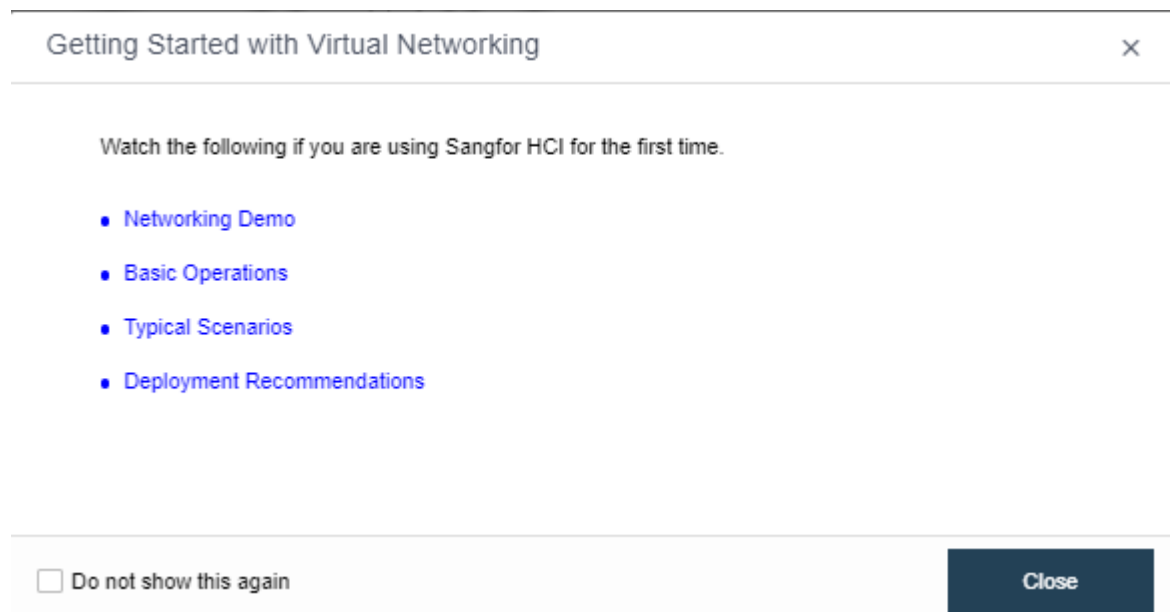 Getting Started with Virtual Networking
Watch the following if you are using Sangfor HCI for the first time.
Networking Demo
Basic Operations
Typical Scenarios
Deployment Recommendations
Do not show this again
Close